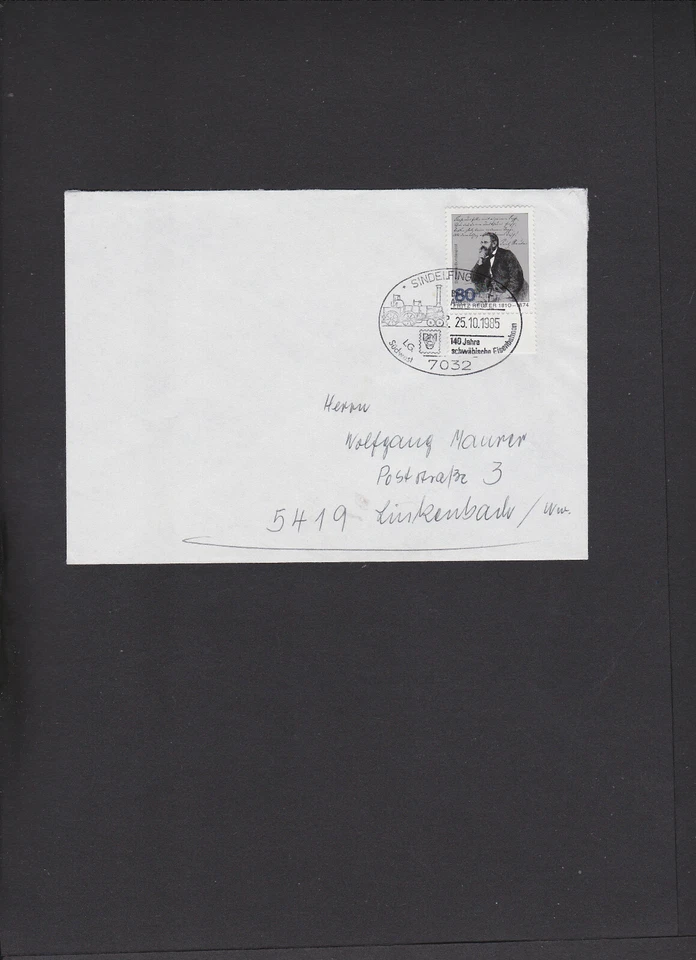 80
FRITZ REUTER 1810–1874
SINDELFING
25.10.1985
140 Jahre
schwäbische Eisenbahnen
LG
Südwest
7032
Herrn
Wolfgang Maurer
Poststraße 3
5419 Linkenbach / Ww.